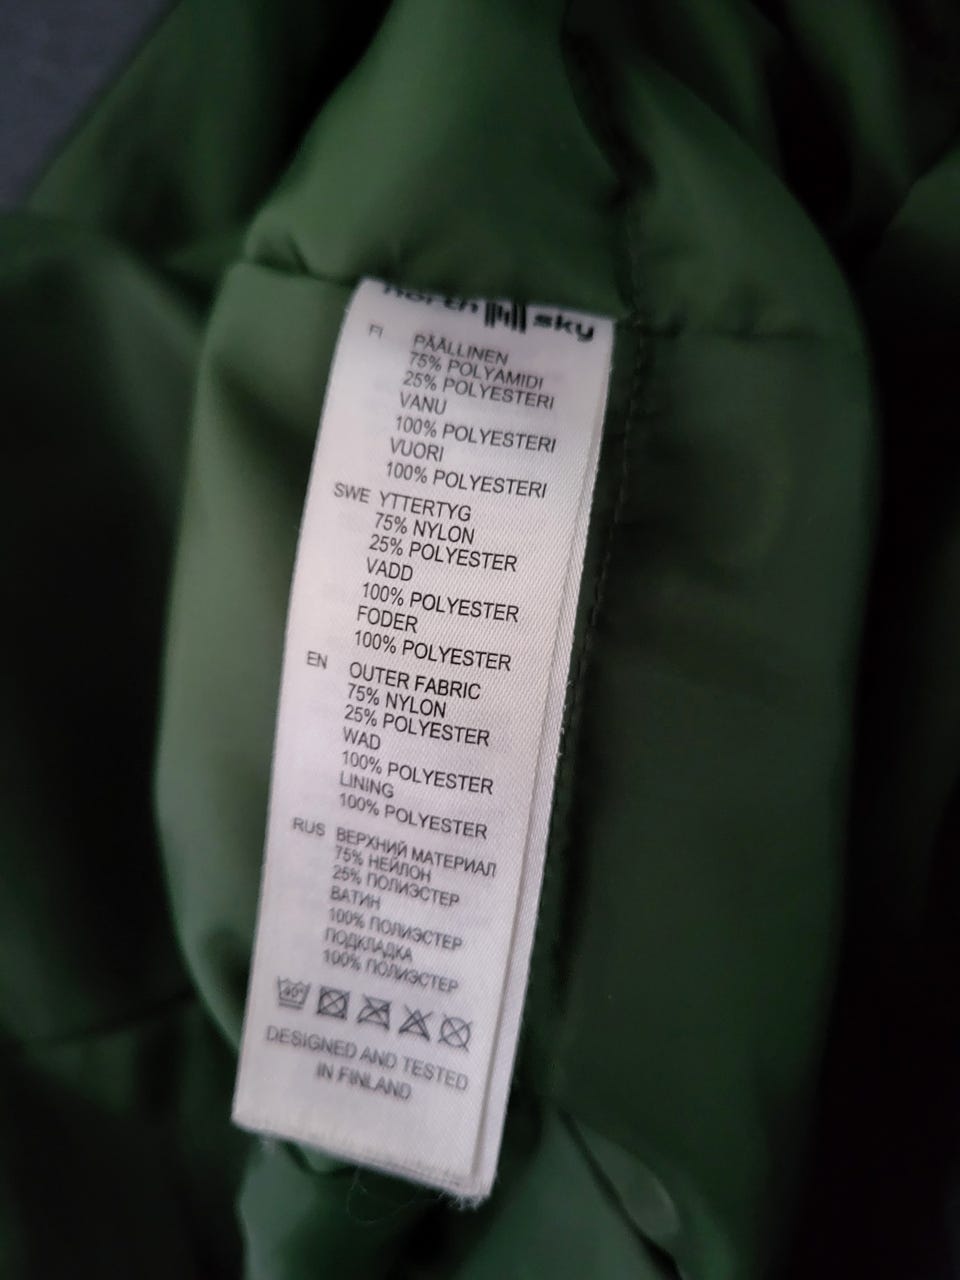 north sky
FI PÄÄLLINEN
75% POLYAMIDI
25% POLYESTERI
VANU
100% POLYESTERI
VUORI
100% POLYESTERI
SWE YTTERTYG
75% NYLON
25% POLYESTER
VADD
100% POLYESTER
FODER
100% POLYESTER
EN OUTER FABRIC
75% NYLON
25% POLYESTER
WAD
100% POLYESTER
LINING
100% POLYESTER
RUS ВЕРХНИЙ МАТЕРИАЛ
75% НЕЙЛОН
25% ПОЛИЭСТЕР
ВАТИН
100% ПОЛИЭСТЕР
ПОДКЛАДКА
100% ПОЛИЭСТЕР
40°
DESIGNED AND TESTED
IN FINLAND